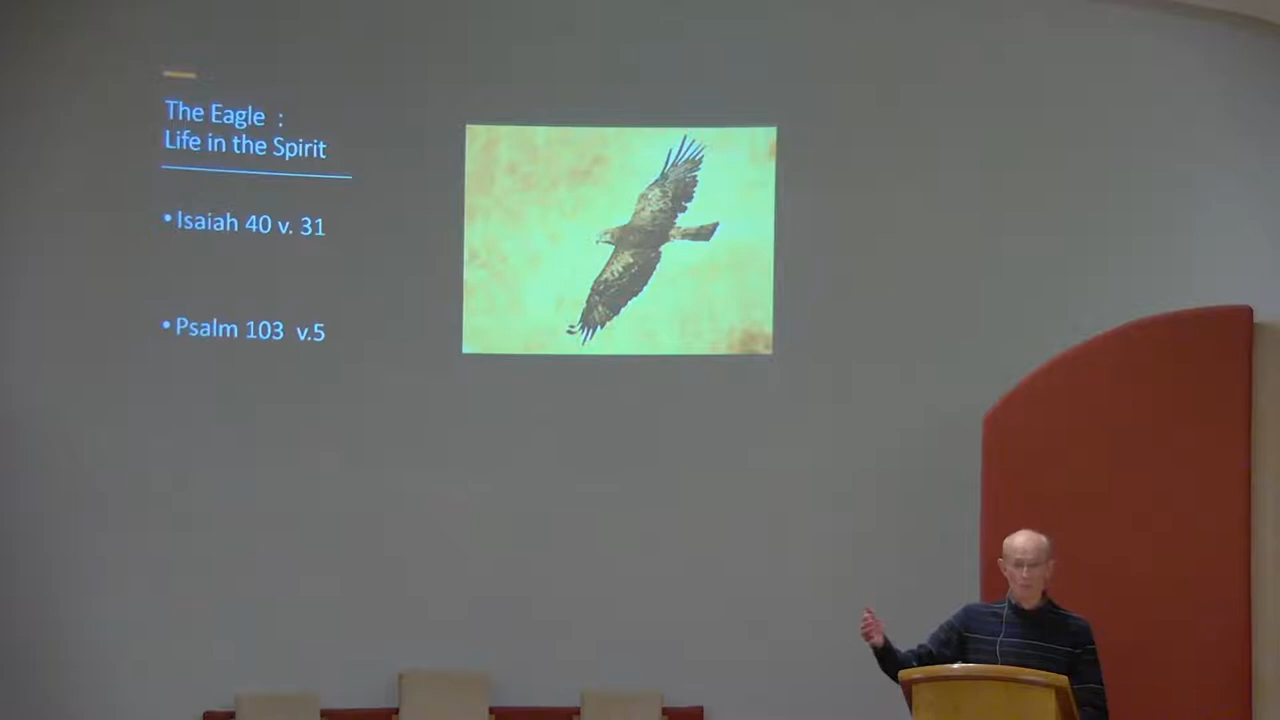 The Eagle :
Life in the Spirit
• Isaiah 40 v. 31
• Psalm 103 v.5